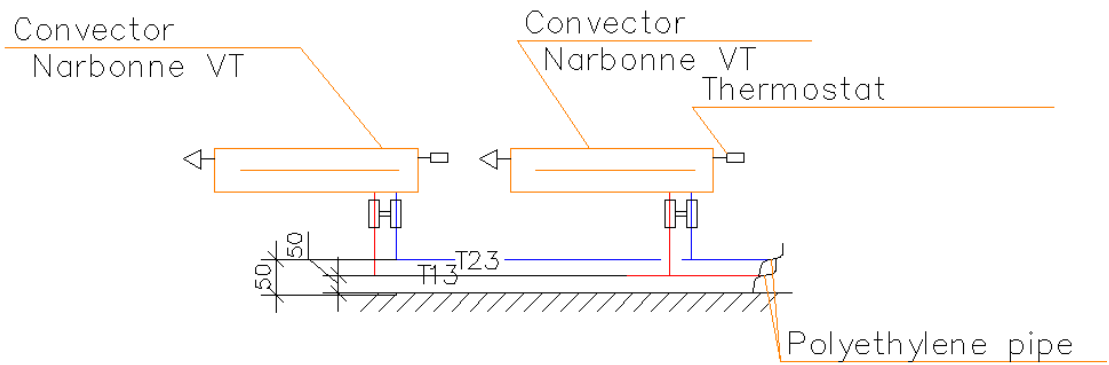 Convector
Narbonne VT
Convector
Narbonne VT
Thermostat
50
50
T23
T13
Polyethylene pipe